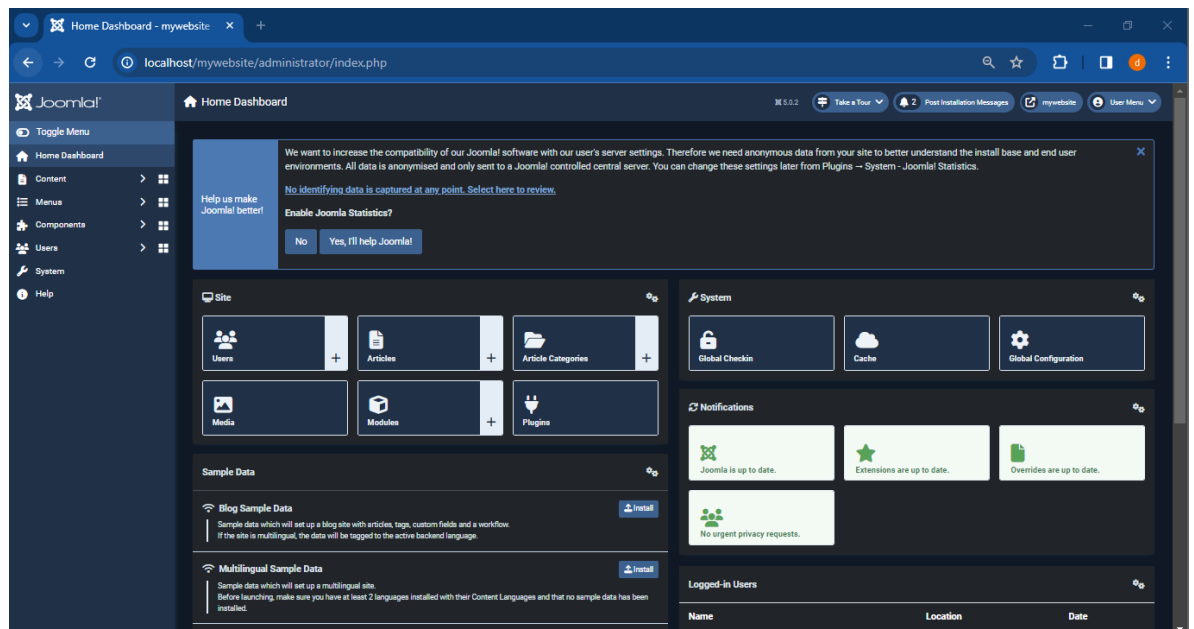 Home Dashboard - mywebsite
localhost/mywebsite/administrator/index.php
d
Joomla!
Home Dashboard
5.0.2
Take a Tour
2 Post Installation Messages
mywebsite
User Menu
Toggle Menu
Home Dashboard
Content
Menus
Components
Users
System
Help
Help us make
Joomla! better!
We want to increase the compatibility of our Joomla! software with our user's server settings. Therefore we need anonymous data from your site to better understand the install base and end user
environments. All data is anonymised and only sent to a Joomla! controlled central server. You can change these settings later from Plugins → System - Joomla! Statistics.
No identifying data is captured at any point. Select here to review.
Enable Joomla Statistics?
No
Yes, I'll help Joomla!
Site
Users
Articles
Article Categories
Media
Modules
Plugins
Sample Data
Blog Sample Data
Install
Sample data which will set up a blog site with articles, tags, custom fields and a workflow.
If the site is multilingual, the data will be tagged to the active backend language.
Multilingual Sample Data
Install
Sample data which will set up a multilingual site.
Before launching, make sure you have at least 2 languages installed with their Content Languages and that no sample data has been
installed.
System
Global Checkin
Cache
Global Configuration
Notifications
Joomla is up to date.
Extensions are up to date.
Overrides are up to date.
No urgent privacy requests.
Logged-in Users
Name Location Date